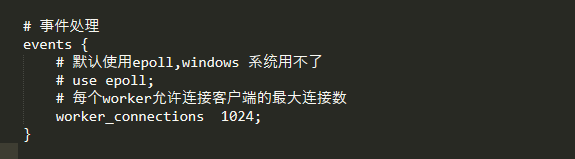 # 事件处理
events {
# 默认使用epoll,windows 系统用不了
# use epoll;
# 每个worker允许连接客户端的最大连接数
worker_connections  1024;
}